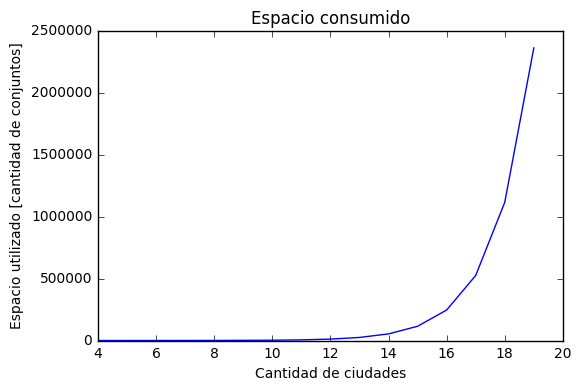 Espacio consumido
Espacio utilizado [cantidad de conjuntos]
2500000
2000000
1500000
1000000
500000
0
4 6 8 10 12 14 16 18 20
Cantidad de ciudades